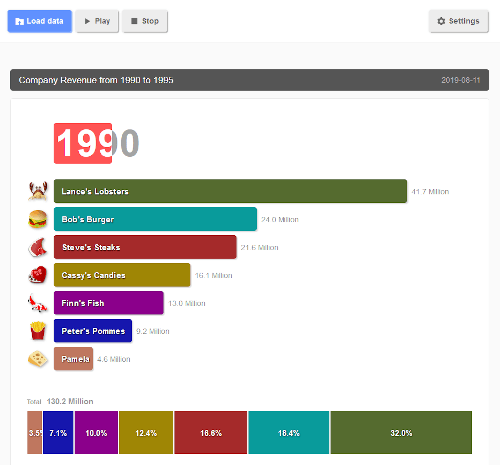 Load data
Play
Stop
Settings
Company Revenue from 1990 to 1995
2019-06-11
1990
Lance's Lobsters
41.7 Million
Bob's Burger
24.0 Million
Steve's Steaks
21.6 Million
Cassy's Candies
16.1 Million
Finn's Fish
13.0 Million
Peter's Pommes
9.2 Million
Pamela
4.6 Million
Total 130.2 Million
3.5% 7.1% 10.0% 12.4% 16.6% 18.4% 32.0%